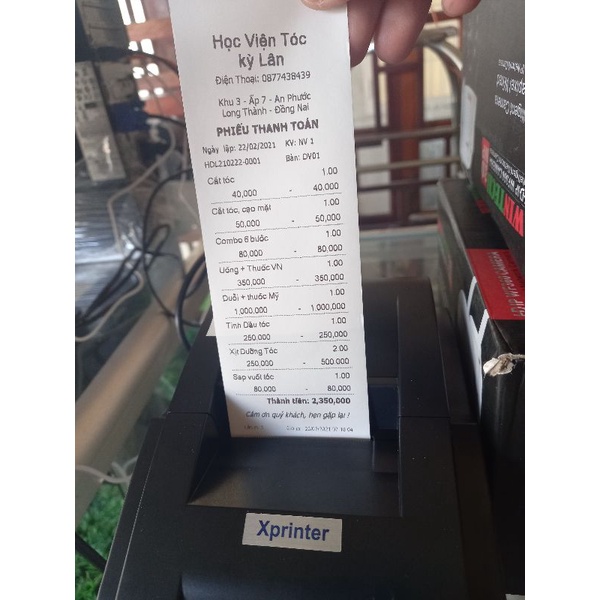 Học Viện Tóc
kỳ Lân
Điện Thoại: 0877438439
Khu 3 - Ấp 7 - An Phước
Long Thành - Đồng Nai
PHIẾU THANH TOÁN
Ngày lập: 22/02/2021 KV: NV 1
HDL210222-0001 Bàn: DV01
Cắt tóc 1.00
40,000 - 40,000
Cắt tóc, cạo mặt 1.00
50,000 - 50,000
Combo 6 bước 1.00
80,000 - 80,000
Uống + Thuốc VN 1.00
350,000 - 350,000
Duỗi + thuốc Mỹ 1.00
1,000,000 - 1,000,000
Tinh Dầu tóc 1.00
250,000 - 250,000
Xịt Dưỡng Tóc 2.00
250,000 - 500,000
Sap vuốt tóc 1.00
80,000 - 80,000
Thành tiền: 2,350,000
Cảm ơn quý khách, hẹn gặp lại !
Xprinter
WINTECH